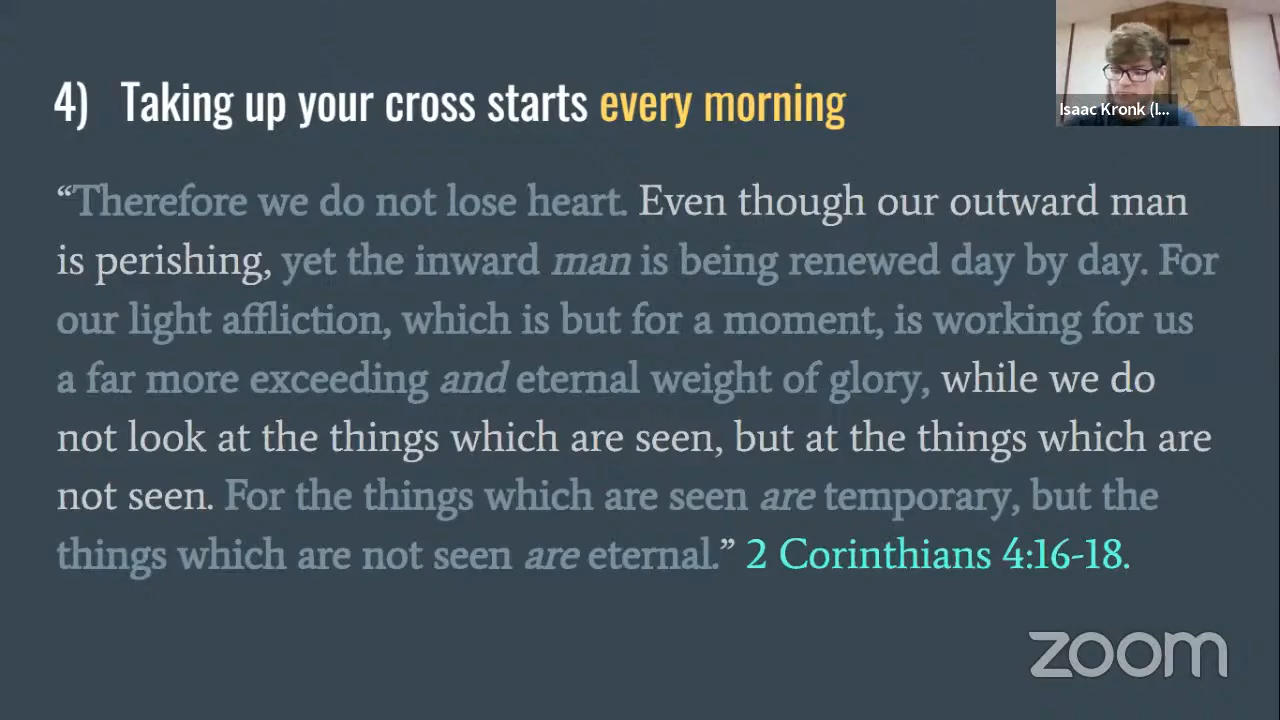 4) Taking up your cross starts every morning
Isaac Kronk (I...
“Therefore we do not lose heart. Even though our outward man
is perishing, yet the inward man is being renewed day by day. For
our light affliction, which is but for a moment, is working for us
a far more exceeding and eternal weight of glory, while we do
not look at the things which are seen, but at the things which are
not seen. For the things which are seen are temporary, but the
things which are not seen are eternal.” 2 Corinthians 4:16-18.
zoom